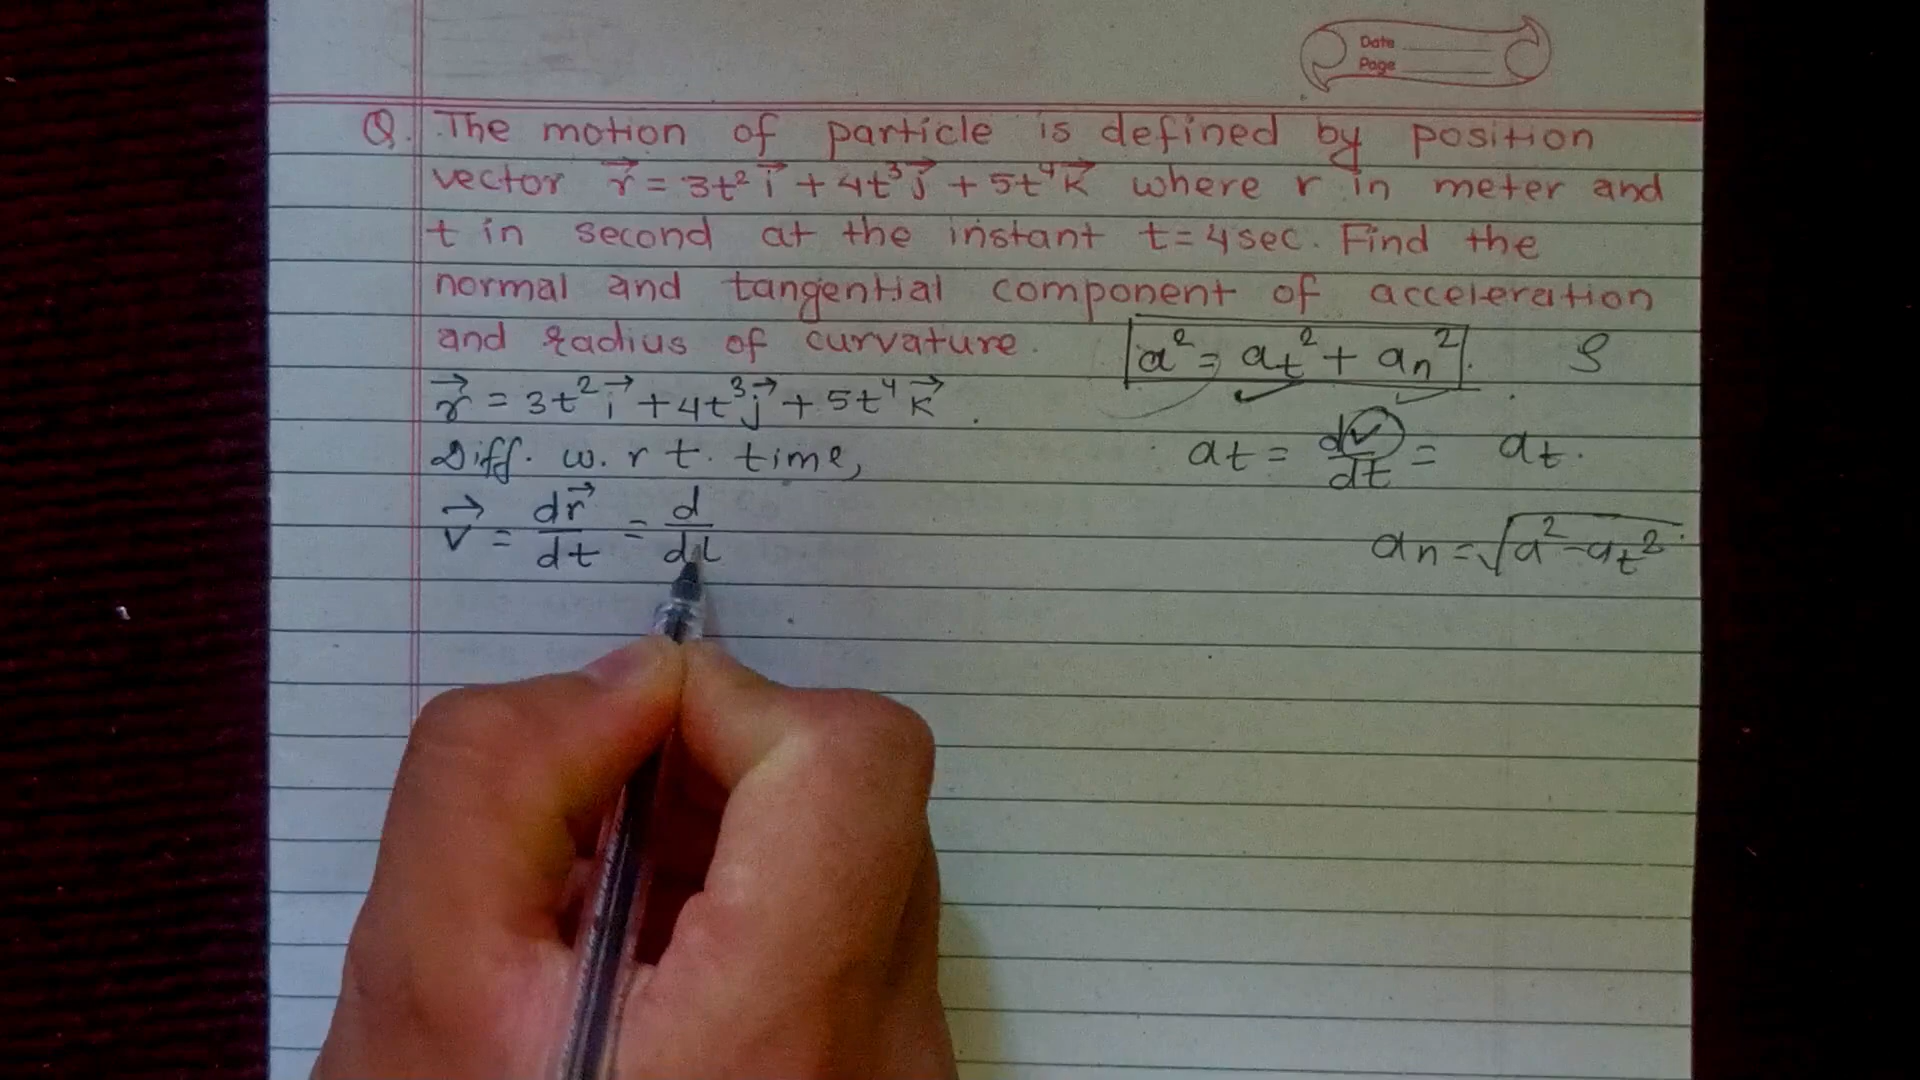 Date
Page
Q. The motion of particle is defined by position
vector r⃗ = 3t² i⃗ + 4t³ j⃗ + 5t⁴ k⃗ where r in meter and
t in second at the instant t = 4 sec. Find the
normal and tangential component of acceleration
and radius of curvature.
a² = at² + an². ρ
r⃗ = 3t² i⃗ + 4t³ j⃗ + 5t⁴ k⃗.
Diff. w. r t. time,
at = dv/dt = at.
v⃗ = dr⃗/dt = d/dt
an = √a² - at²